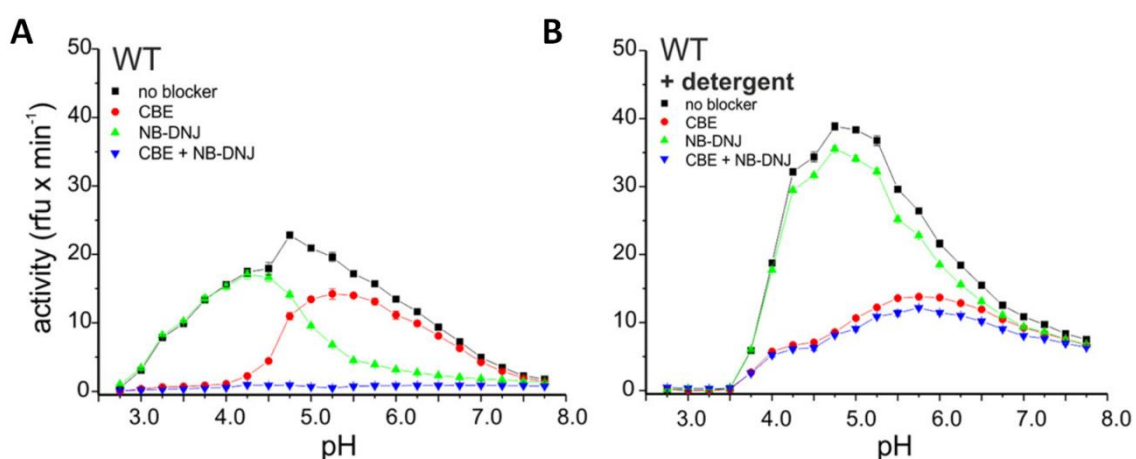 A
WT
no blocker
CBE
NB-DNJ
CBE + NB-DNJ
50
40
30
20
10
0
activity (rfu x min⁻¹)
3.0 4.0 5.0 6.0 7.0 8.0
pH
B
WT
+ detergent
no blocker
CBE
NB-DNJ
CBE + NB-DNJ
50
40
30
20
10
0
3.0 4.0 5.0 6.0 7.0 8.0
pH